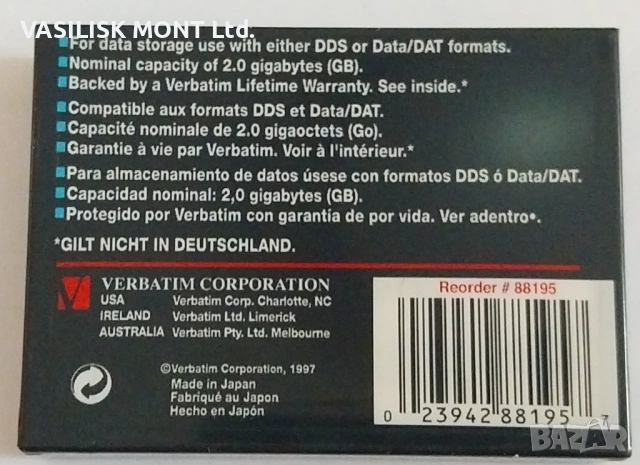 VASILISK MONT Ltd.
For data storage use with either DDS or Data/DAT formats.
Nominal capacity of 2.0 gigabytes (GB).
Backed by a Verbatim Lifetime Warranty. See inside.*
Compatible aux formats DDS et Data/DAT.
Capacité nominale de 2.0 gigaoctets (Go).
Garantie à vie par Verbatim. Voir à l'intérieur.*
Para almacenamiento de datos úsese con formatos DDS ó Data/DAT.
Capacidad nominal: 2,0 gigabytes (GB).
Protegido por Verbatim con garantía de por vida. Ver adentro•.
*GILT NICHT IN DEUTSCHLAND.
VERBATIM CORPORATION
USA Verbatim Corp. Charlotte, NC
IRELAND Verbatim Ltd. Limerick
AUSTRALIA Verbatim Pty. Ltd. Melbourne
©Verbatim Corporation, 1997
Made in Japan
Fabriqué au Japon
Hecho en Japón
Reorder # 88195
0 23942 88195 7
BAZAR